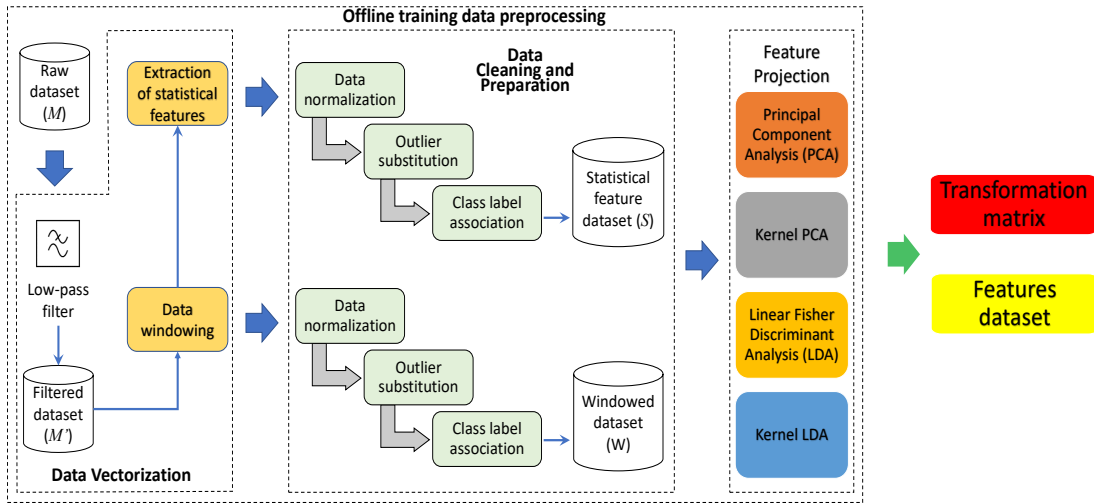 Offline training data preprocessing
Raw
dataset
(M)
Low-pass
filter
Filtered
dataset
(M')
Extraction
of statistical
features
Data
windowing
Data Vectorization
Data
Cleaning and
Preparation
Data
normalization
Outlier
substitution
Class label
association
Statistical
feature
dataset (S)
Data
normalization
Outlier
substitution
Class label
association
Windowed
dataset
(W)
Feature
Projection
Principal
Component
Analysis (PCA)
Kernel PCA
Linear Fisher
Discriminant
Analysis (LDA)
Kernel LDA
Transformation
matrix
Features
dataset